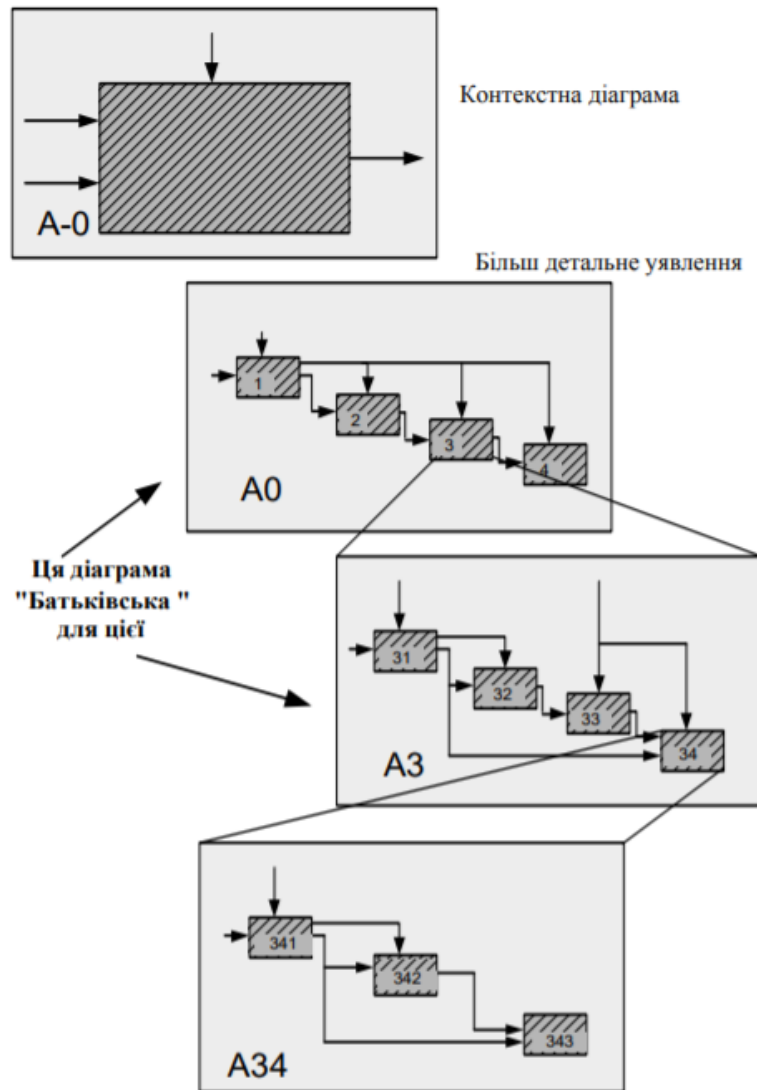 Контекстна діаграма
A-0
Більш детальне уявлення
1
2
3
4
A0
Ця діаграма
"Батьківська "
для цієї
31
32
33
34
A3
341
342
343
A34